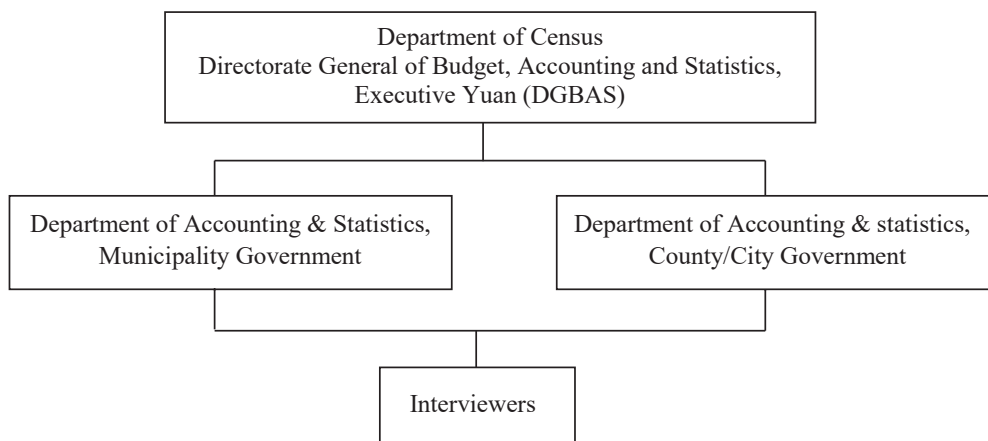 Department of Census
Directorate General of Budget, Accounting and Statistics,
Executive Yuan (DGBAS)
Department of Accounting & Statistics,
Municipality Government
Department of Accounting & statistics,
County/City Government
Interviewers